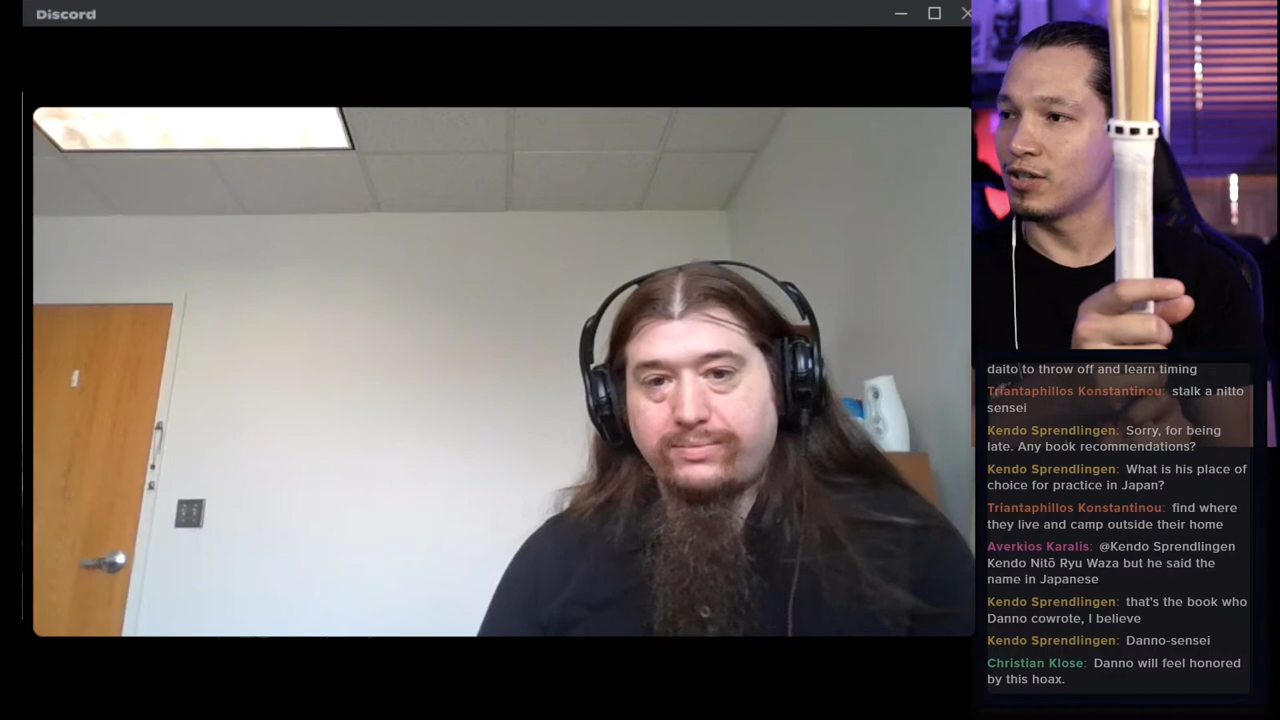 Discord
daito to throw off and learn timing
Triantaphillos Konstantinou: stalk a nitto
sensei
Kendo Sprendlingen: Sorry, for being
late. Any book recommendations?
Kendo Sprendlingen: What is his place of
choice for practice in Japan?
Triantaphillos Konstantinou: find where
they live and camp outside their home
Averkios Karalis: @Kendo Sprendlingen
Kendo Nitō Ryu Waza but he said the
name in Japanese
Kendo Sprendlingen: that's the book who
Danno cowrote, I believe
Kendo Sprendlingen: Danno-sensei
Christian Klose: Danno will feel honored
by this hoax.